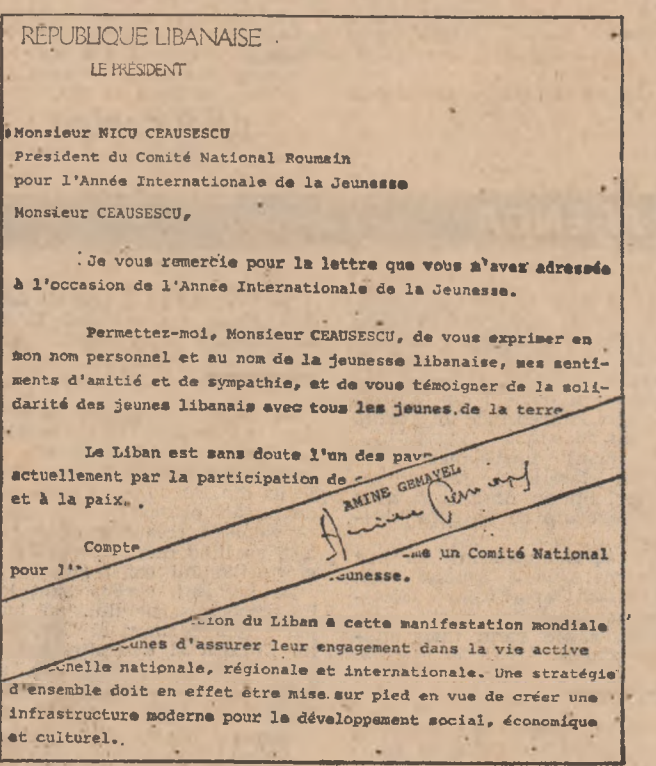 RÉPUBLIQUE LIBANAISE
LE PRÉSIDENT
Monsieur NICU CEAUSESCU
Président du Comité National Roumain
pour l'Année Internationale de la Jeunesse
Monsieur CEAUSESCU,
Je vous remercie pour la lettre que vous m'avez adressée
à l'occasion de l'Année Internationale de la Jeunesse.
Permettez-moi, Monsieur CEAUSESCU, de vous exprimer en
mon nom personnel et au nom de la jeunesse libanaise, mes senti-
ments d'amitié et de sympathie, et de vous témoigner de la soli-
darité des jeunes libanais avec tous les jeunes de la terre
Le Liban est sans doute l'un des pays
actuellement par la participation de
et à la paix.
AMINE GEMAYEL
Amine Gemayel
Compte
un Comité National
pour l'
eunesse.
du Liban à cette manifestation mondiale
eunes d'assurer leur engagement dans la vie active
nelle nationale, régionale et internationale. Une stratégie
d'ensemble doit en effet être mise sur pied en vue de créer une
infrastructure moderne pour le développement social, économique
et culturel.